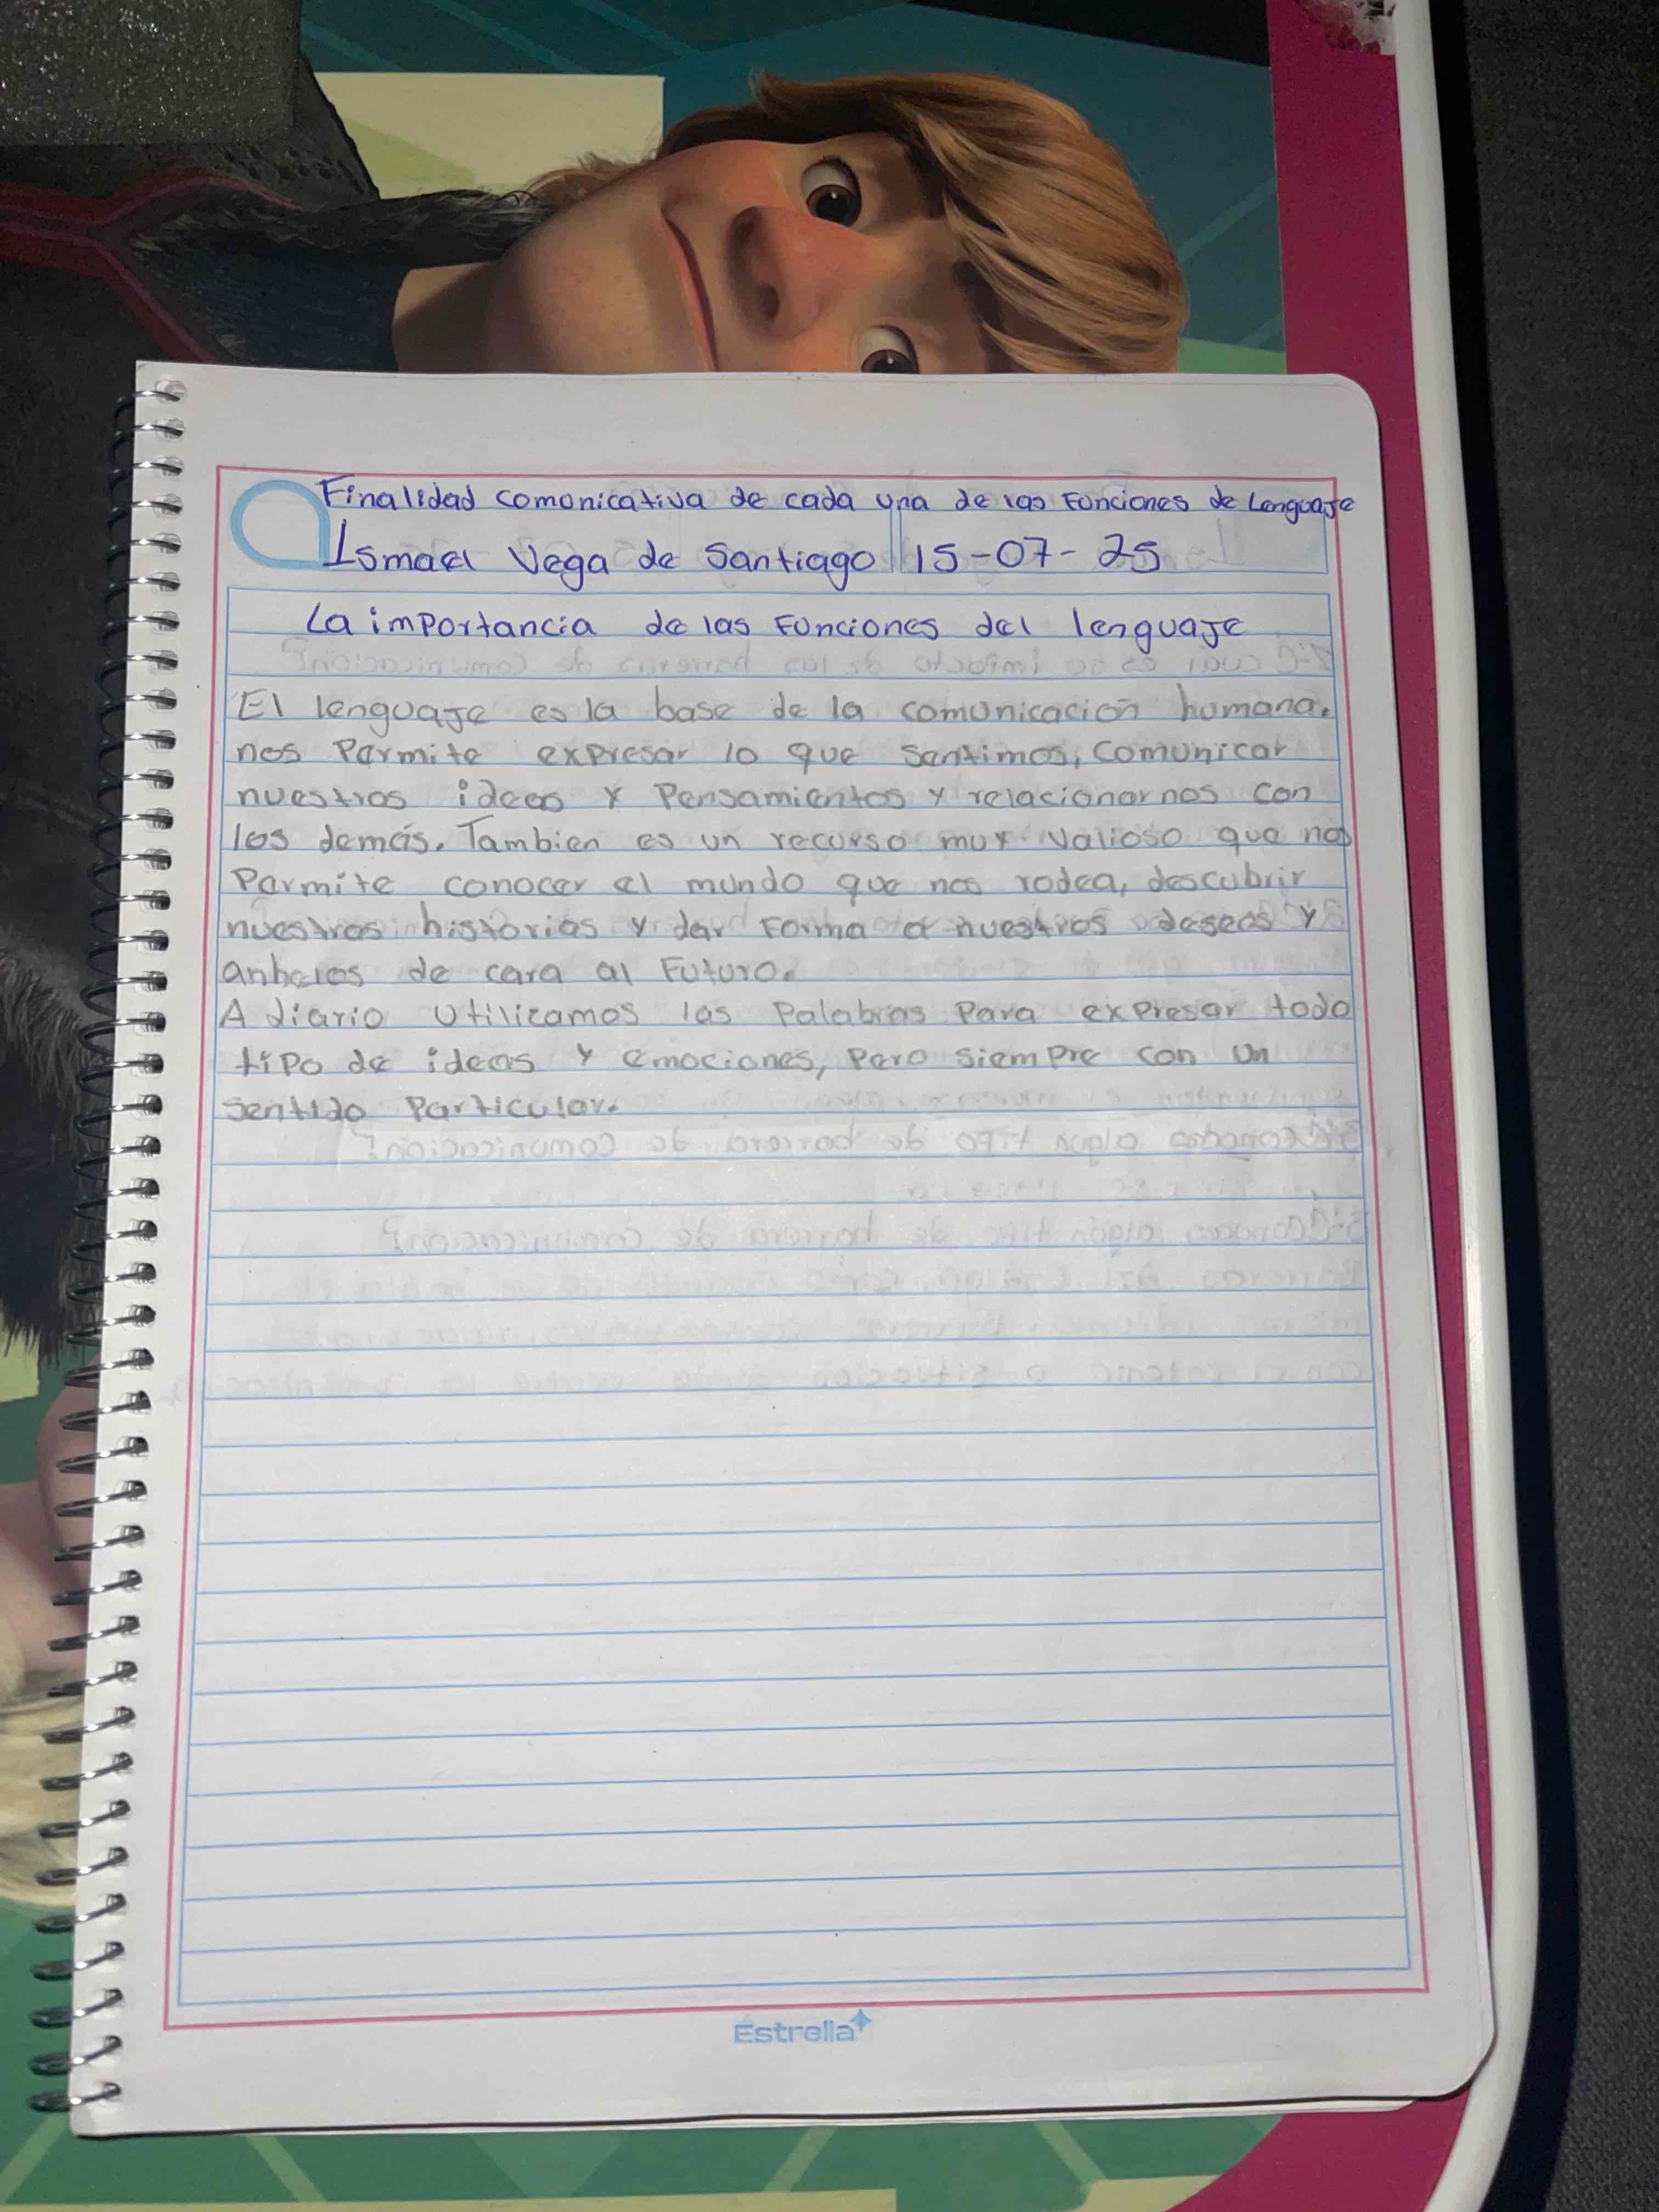 Finalidad comunicativa de cada una de las Funciones de Lenguaje
Ismael Vega de Santiago 15-07-25
La importancia de las Funciones del lenguaje
El lenguaje es la base de la comunicación humana.
nos Permite expresar lo que sentimos, comunicar
nuestros ideas y Pensamientos y relacionarnos con
los demás. Tambien es un recurso muy valioso que nos
Permite conocer el mundo que nos rodea, descubrir
nuestras historias y dar Forma a nuestros deseos y
anhelos de cara al Futuro.
A diario utilizamos las Palabras Para expresar todo
tipo de ideas y emociones, Pero siempre con un
sentido Particular.
Estrella